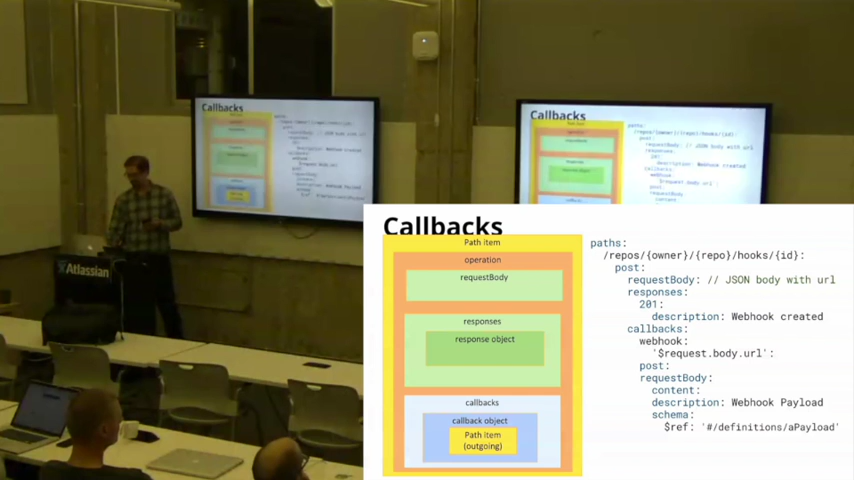 Callbacks
Callbacks
Atlassian
Callbacks
Path item
operation
requestBody
responses
response object
callbacks
callback object
Path item
(outgoing)
paths:
/repos/{owner}/{repo}/hooks/{id}:
post:
requestBody: // JSON body with url
responses:
201:
description: Webhook created
callbacks:
webhook:
'$request.body.url':
post:
requestBody:
content:
description: Webhook Payload
schema:
$ref: '#/definitions/aPayload'